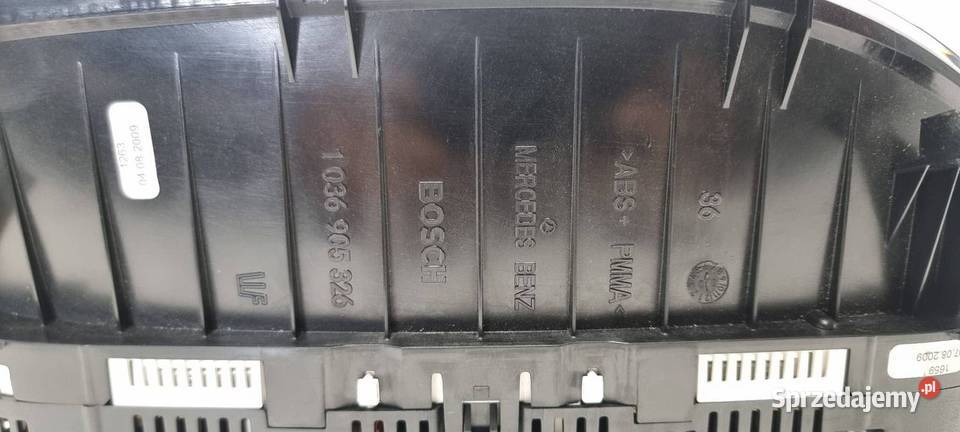 1263
04.08.2009
LLF
1 036 905 326
BOSCH
MERCEDES BENZ
>ABS+ PMMA<
36
1659
07.08.2009
Sprzedajemy.pl